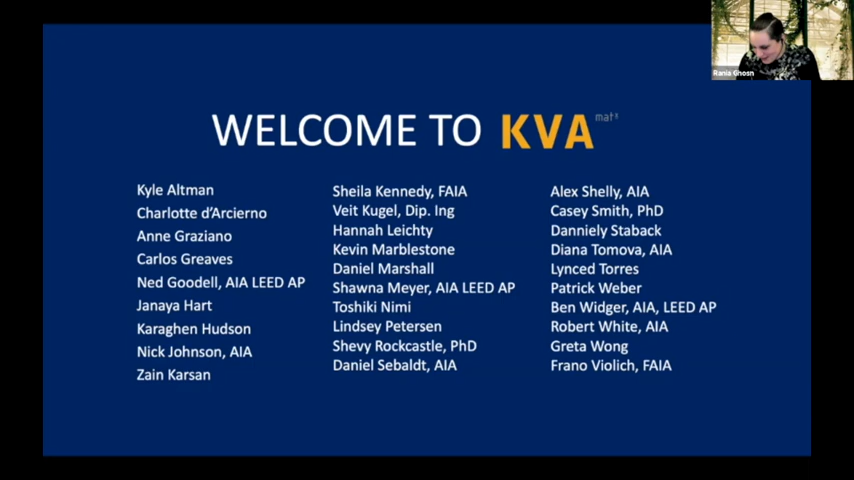 WELCOME TO KVA matx
Kyle Altman
Charlotte d’Arcierno
Anne Graziano
Carlos Greaves
Ned Goodell, AIA LEED AP
Janaya Hart
Karaghen Hudson
Nick Johnson, AIA
Zain Karsan
Sheila Kennedy, FAIA
Veit Kugel, Dip. Ing
Hannah Leichty
Kevin Marblestone
Daniel Marshall
Shawna Meyer, AIA LEED AP
Toshiki Nimi
Lindsey Petersen
Shevy Rockcastle, PhD
Daniel Sebaldt, AIA
Alex Shelly, AIA
Casey Smith, PhD
Danniely Staback
Diana Tomova, AIA
Lynced Torres
Patrick Weber
Ben Widger, AIA, LEED AP
Robert White, AIA
Greta Wong
Frano Violich, FAIA
Rania Ghosn